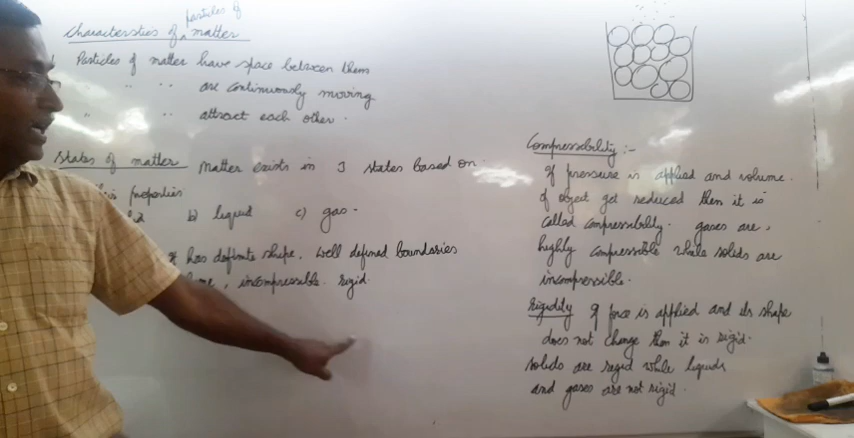 particles of
Characteristics of ^ matter
Particles of matter have space between them
" " " are continuously moving
" " attract each other.
States of matter Matter exists in 3 states based on
properties
b) liquid c) gas.
has definite shape, well defined boundaries
, incompressible. rigid.
Compressibility :-
If pressure is applied and volume
of object get reduced then it is
called compressibility. gases are
highly compressible while solids are
incompressible.
Rigidity If force is applied and its shape
does not change then it is rigid.
solids are regid while liquids
and gases are not rigid.